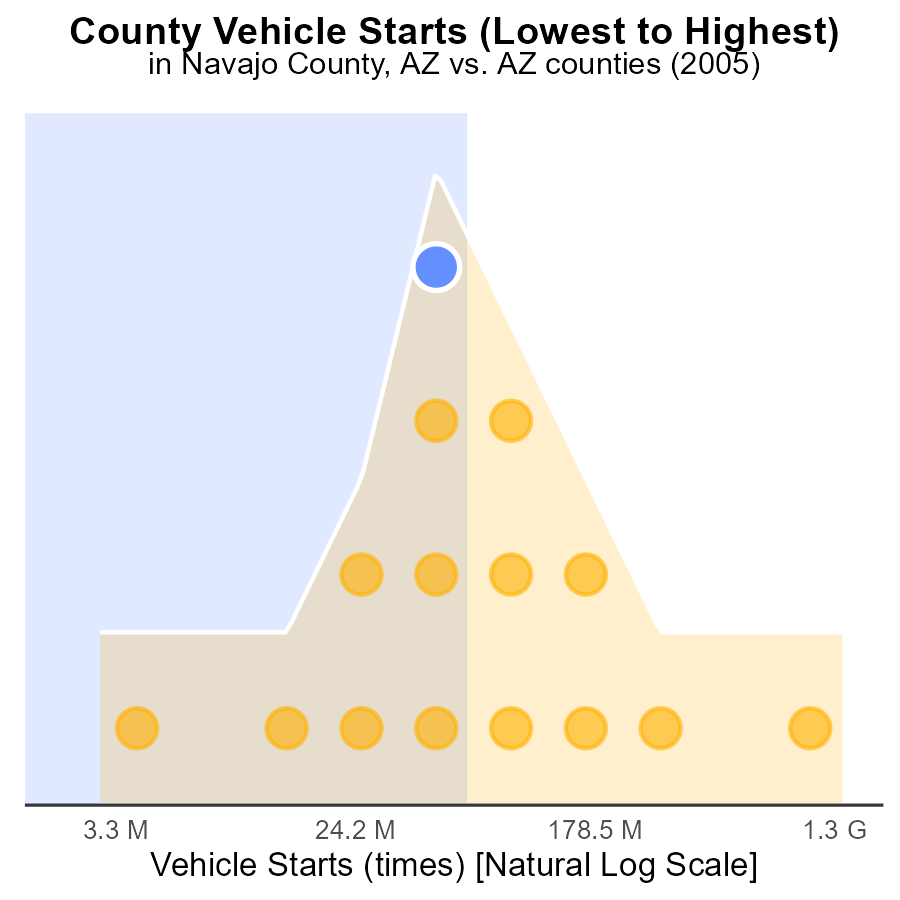 County Vehicle Starts (Lowest to Highest)
in Navajo County, AZ vs. AZ counties (2005)
3.3 M 24.2 M 178.5 M 1.3 G
Vehicle Starts (times) [Natural Log Scale]